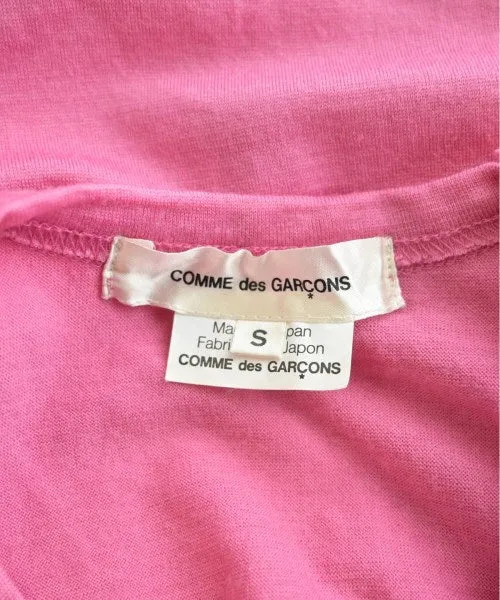 COMME des GARÇONS
S
Ma pan
Fabri Japon
COMME des GARÇONS